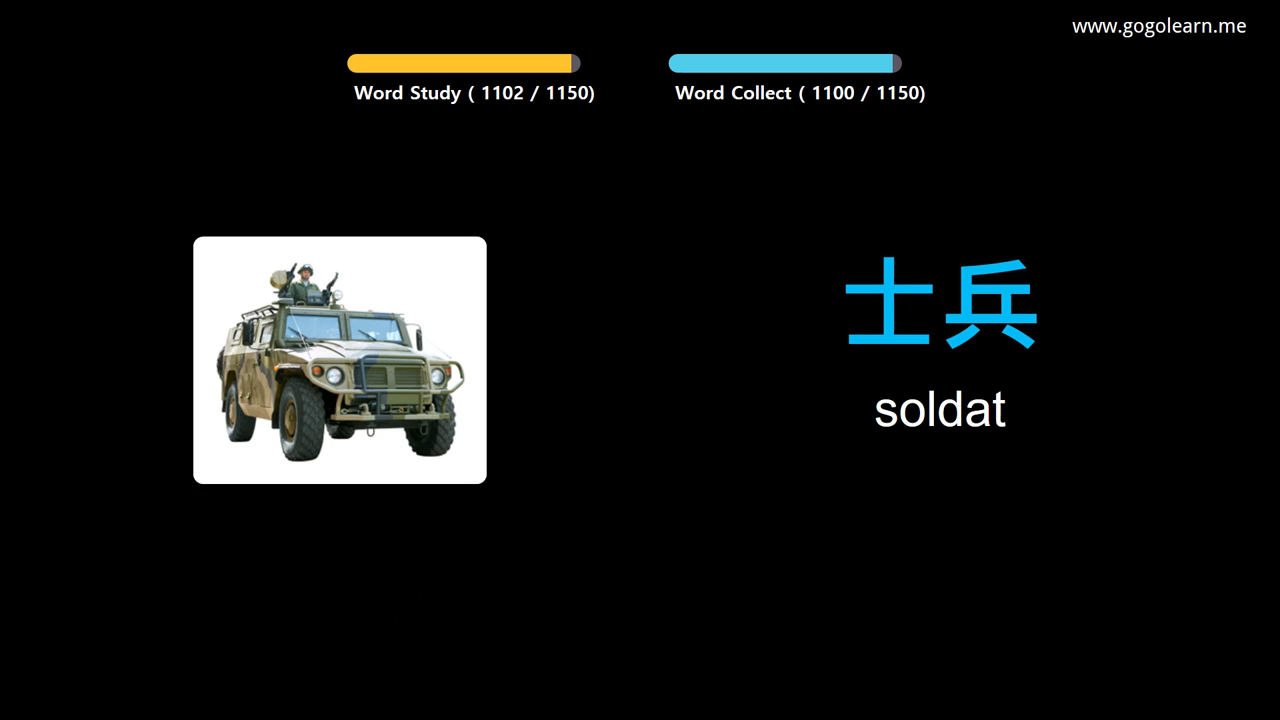 www.gogolearn.me
Word Study ( 1102 / 1150)
Word Collect ( 1100 / 1150)
士兵
soldat